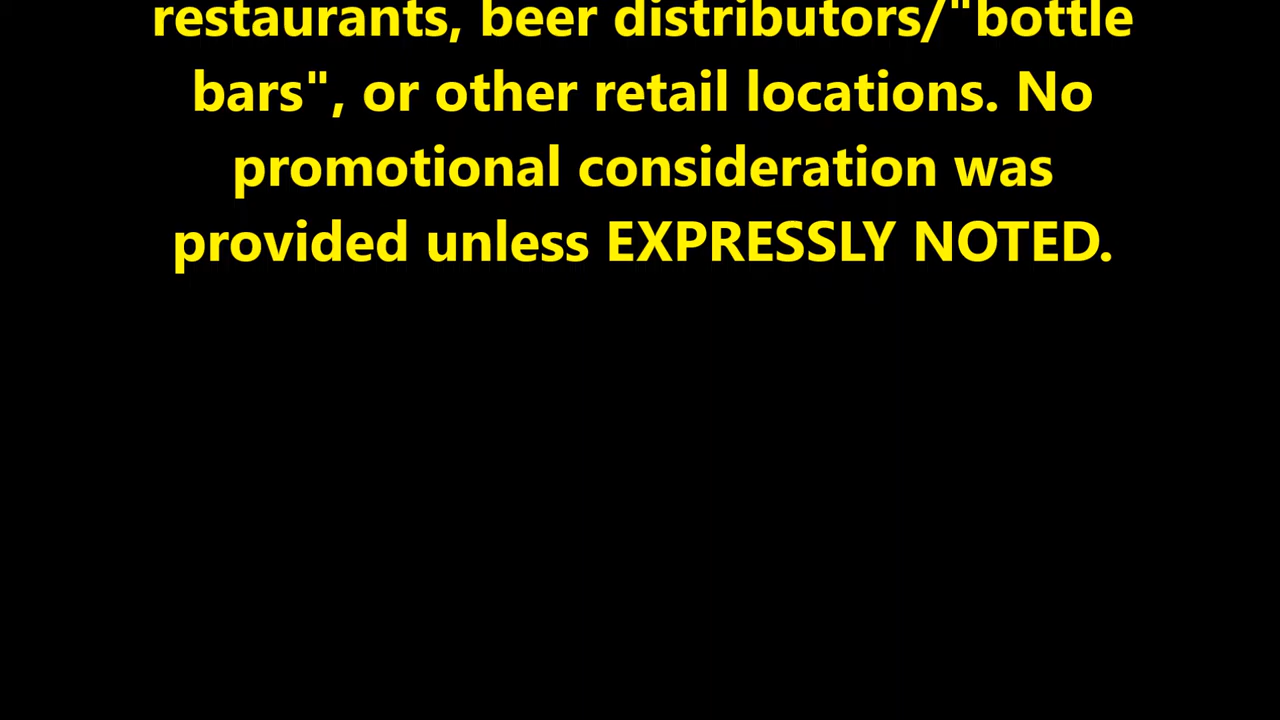 restaurants, beer distributors/"bottle
bars", or other retail locations. No
promotional consideration was
provided unless EXPRESSLY NOTED.